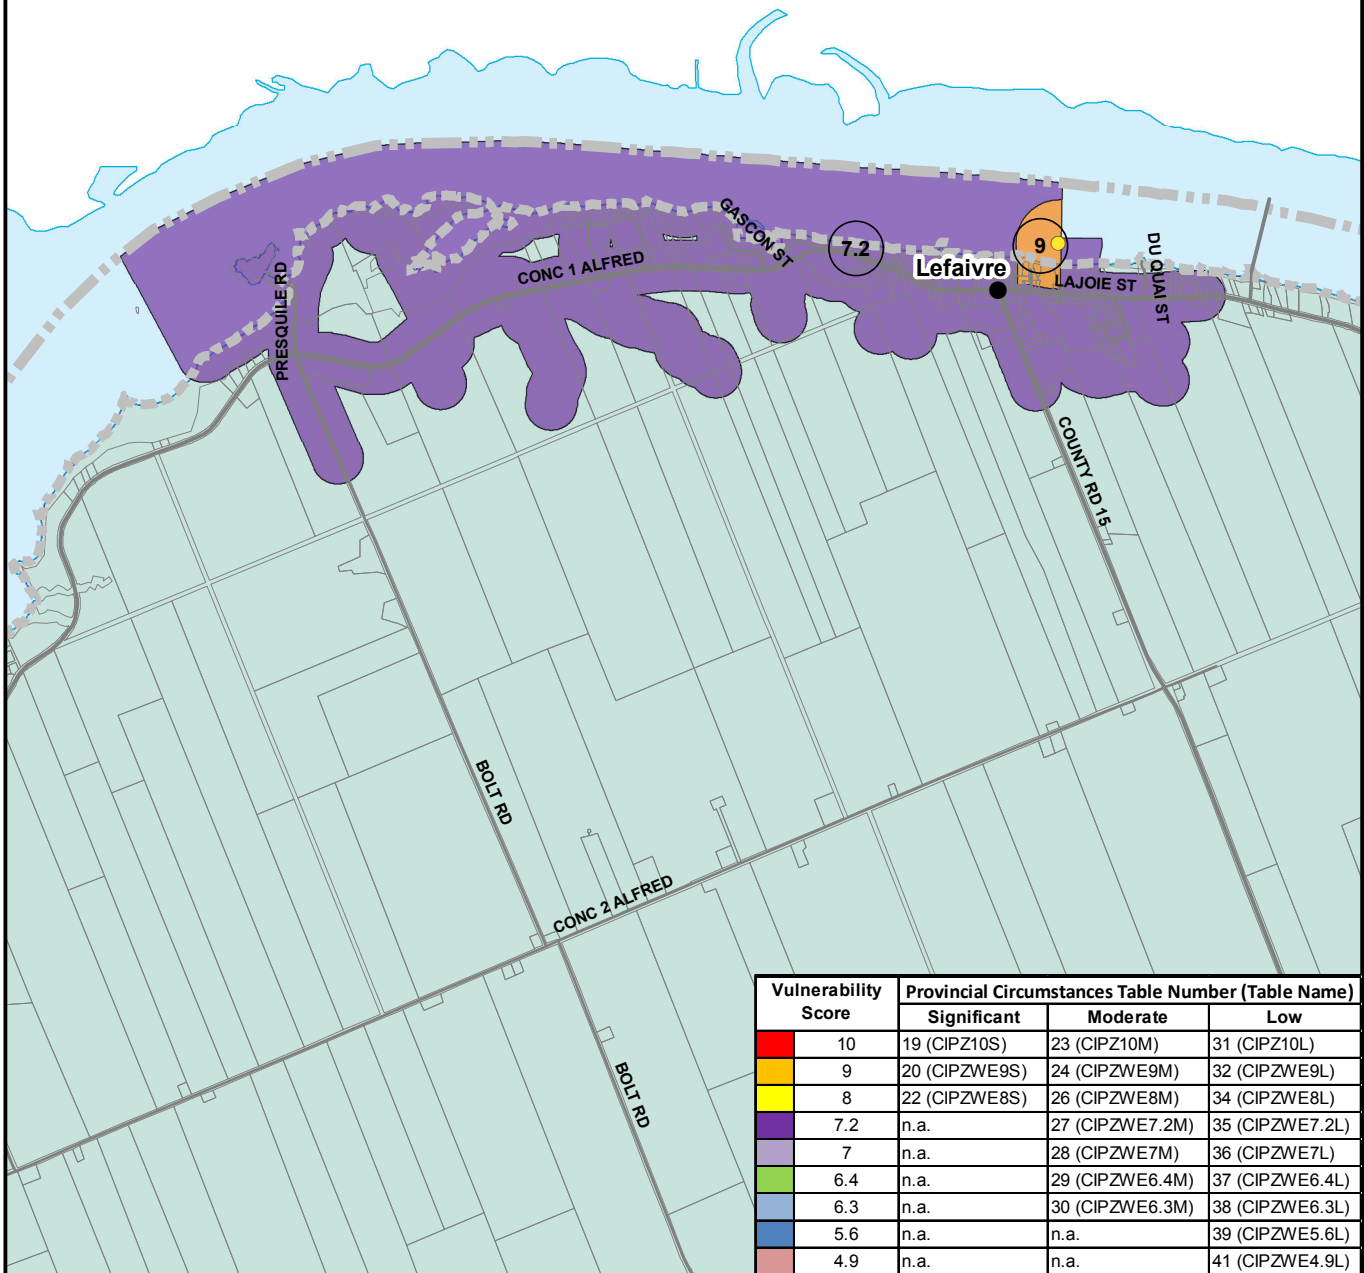 GASCON ST
7.2
9
DU QUAI ST
CONC 1 ALFRED
Lefaivre
LAJOIE ST
PRESQUILE RD
COUNTY RD 15
BOLT RD
CONC 2 ALFRED
BOLT RD
Vulnerability Score Provincial Circumstances Table Number (Table Name)
Significant Moderate Low
10 19 (CIPZ10S) 23 (CIPZ10M) 31 (CIPZ10L)
9 20 (CIPZWE9S) 24 (CIPZWE9M) 32 (CIPZWE9L)
8 22 (CIPZWE8S) 26 (CIPZWE8M) 34 (CIPZWE8L)
7.2 n.a. 27 (CIPZWE7.2M) 35 (CIPZWE7.2L)
7 n.a. 28 (CIPZWE7M) 36 (CIPZWE7L)
6.4 n.a. 29 (CIPZWE6.4M) 37 (CIPZWE6.4L)
6.3 n.a. 30 (CIPZWE6.3M) 38 (CIPZWE6.3L)
5.6 n.a. n.a. 39 (CIPZWE5.6L)
4.9 n.a. n.a. 41 (CIPZWE4.9L)